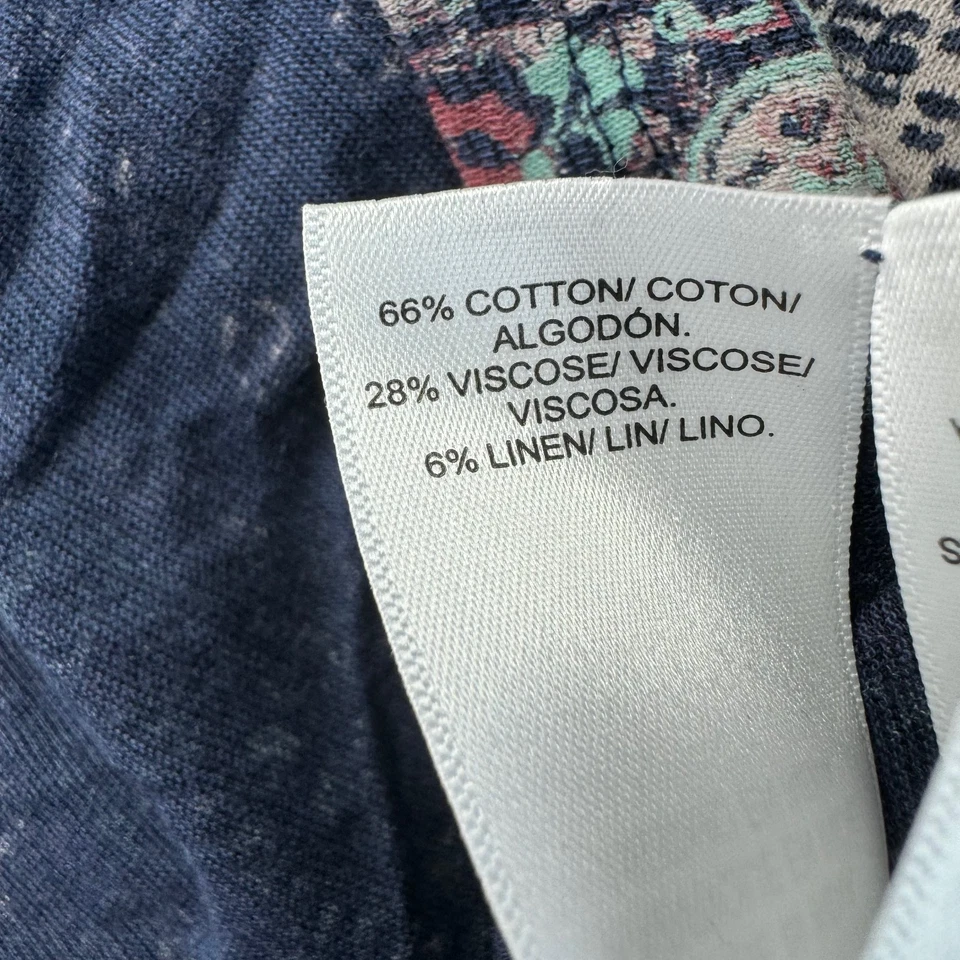 66% COTTON/ COTON/
ALGODÓN.
28% VISCOSE/ VISCOSE/
VISCOSA.
6% LINEN/ LIN/ LINO.